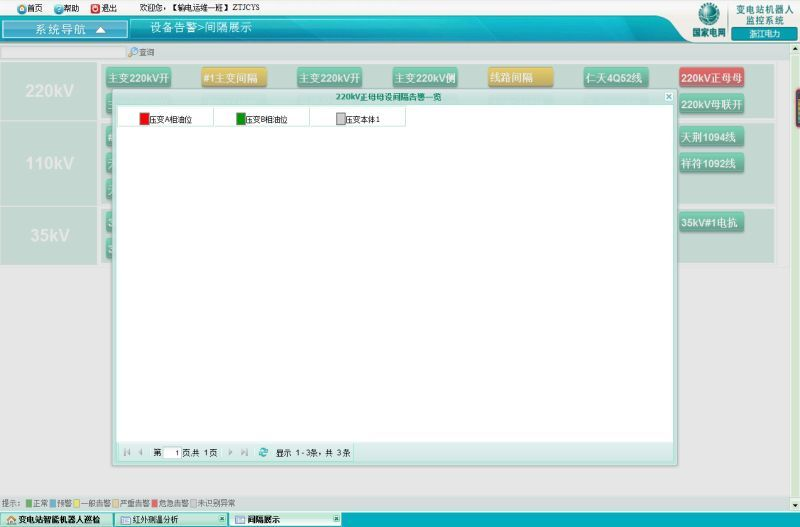 首页 帮助 退出 欢迎您,【输电运维一班】ZTJCYS
系统导航 设备告警>间隔展示
国家电网
变电站机器人
监控系统
浙江电力
查询
220kV
主变220kV开 #1主变间隔 主变220kV开 主变220kV侧 线路间隔 仁天4Q52线 220kV正母母
220kV母联开
220kV正母母设间隔告警一览
压变A相油位 压变B相油位 压变本体1
110kV
天荆1094线
祥符1092线
35kV
35kV#1电抗
第 1 页,共 1页 显示 1 - 3条，共 3 条
提示: 正常 预警 一般告警 严重告警 危急告警 未识别异常
变电站智能机器人巡检 红外测温分析 间隔展示